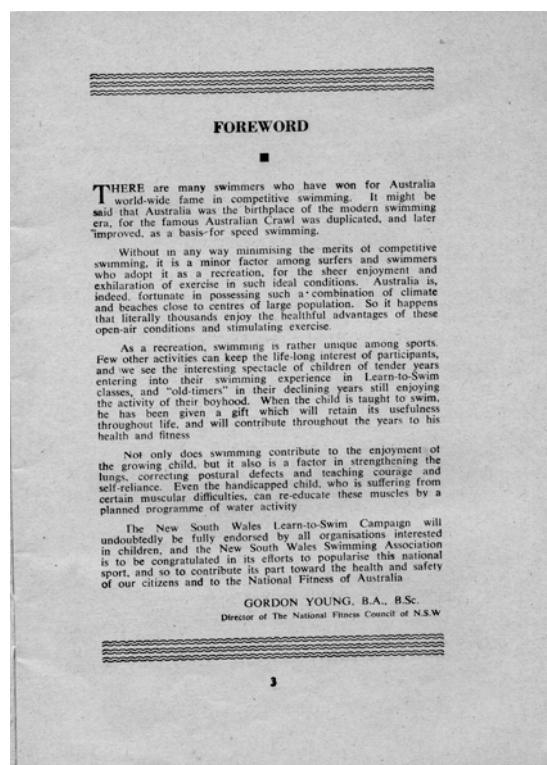 FOREWORD
THERE are many swimmers who have won for Australia
world-wide fame in competitive swimming. It might be
said that Australia was the birthplace of the modern swimming
era, for the famous Australian Crawl was duplicated, and later
improved, as a basis for speed swimming.
Without in any way minimising the merits of competitive
swimming, it is a minor factor among surfers and swimmers
who adopt it as a recreation, for the sheer enjoyment and
exhilaration of exercise in such ideal conditions. Australia is,
indeed, fortunate in possessing such a combination of climate
and beaches close to centres of large population. So it happens
that literally thousands enjoy the healthful advantages of these
open-air conditions and stimulating exercise.
As a recreation, swimming is rather unique among sports.
Few other activities can keep the life-long interest of participants,
and we see the interesting spectacle of children of tender years
entering into their swimming experience in Learn-to-Swim
classes, and "old-timers" in their declining years still enjoying
the activity of their boyhood. When the child is taught to swim,
he has been given a gift which will retain its usefulness
throughout life, and will contribute throughout the years to his
health and fitness
Not only does swimming contribute to the enjoyment of
the growing child, but it also is a factor in strengthening the
lungs, correcting postural defects and teaching courage and
self-reliance. Even the handicapped child, who is suffering from
certain muscular difficulties, can re-educate these muscles by a
planned programme of water activity
The New South Wales Learn-to-Swim Campaign will
undoubtedly be fully endorsed by all organisations interested
in children, and the New South Wales Swimming Association
is to be congratulated in its efforts to popularise this national
sport, and so to contribute its part toward the health and safety
of our citizens and to the National Fitness of Australia
GORDON YOUNG, B.A., B.Sc.
Director of The National Fitness Council of N.S.W
3